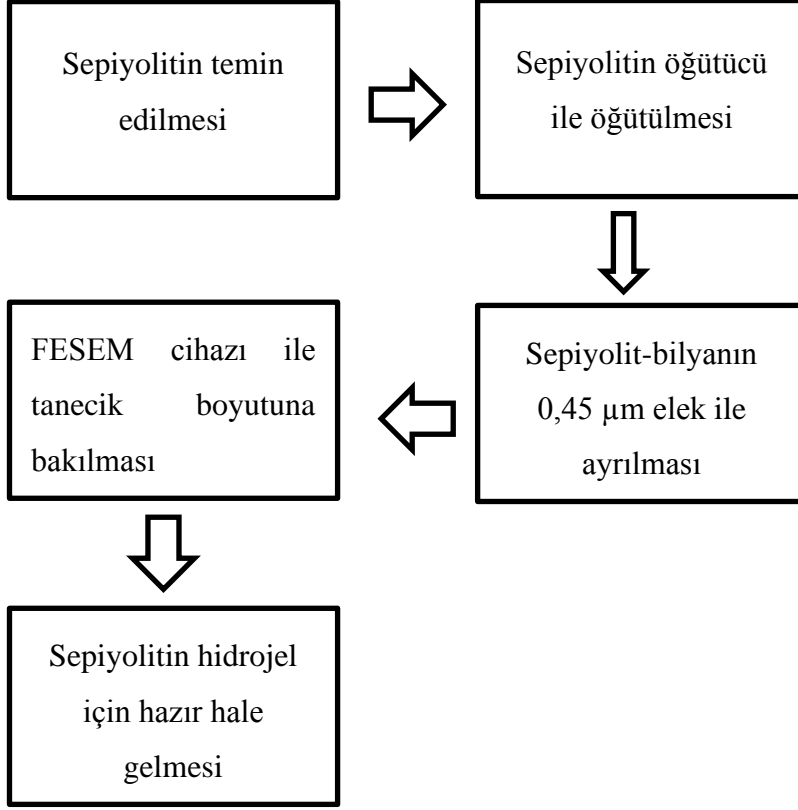 Sepiyolitin temin
edilmesi
Sepiyolitin öğütücü
ile öğütülmesi
Sepiyolit-bilyanın
0,45 µm elek ile
ayrılması
FESEM cihazı ile
tanecik boyutuna
bakılması
Sepiyolitin hidrojel
için hazır hale
gelmesi